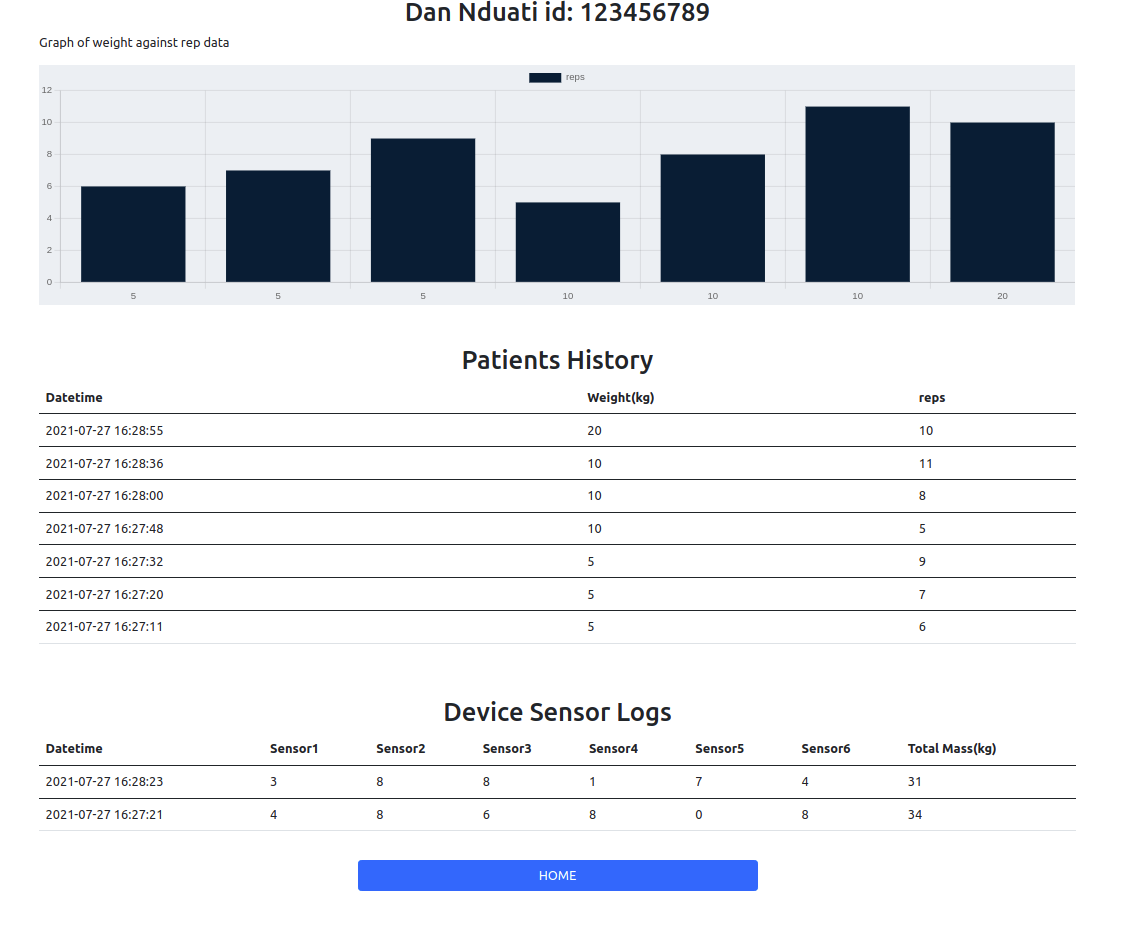 Dan Nduati id: 123456789
Graph of weight against rep data
reps
12
10
8
6
4
2
0
5 5 5 10 10 10 20
Patients History
Datetime Weight(kg) reps
2021-07-27 16:28:55 20 10
2021-07-27 16:28:36 10 11
2021-07-27 16:28:00 10 8
2021-07-27 16:27:48 10 5
2021-07-27 16:27:32 5 9
2021-07-27 16:27:20 5 7
2021-07-27 16:27:11 5 6
Device Sensor Logs
Datetime Sensor1 Sensor2 Sensor3 Sensor4 Sensor5 Sensor6 Total Mass(kg)
2021-07-27 16:28:23 3 8 8 1 7 4 31
2021-07-27 16:27:21 4 8 6 8 0 8 34
HOME